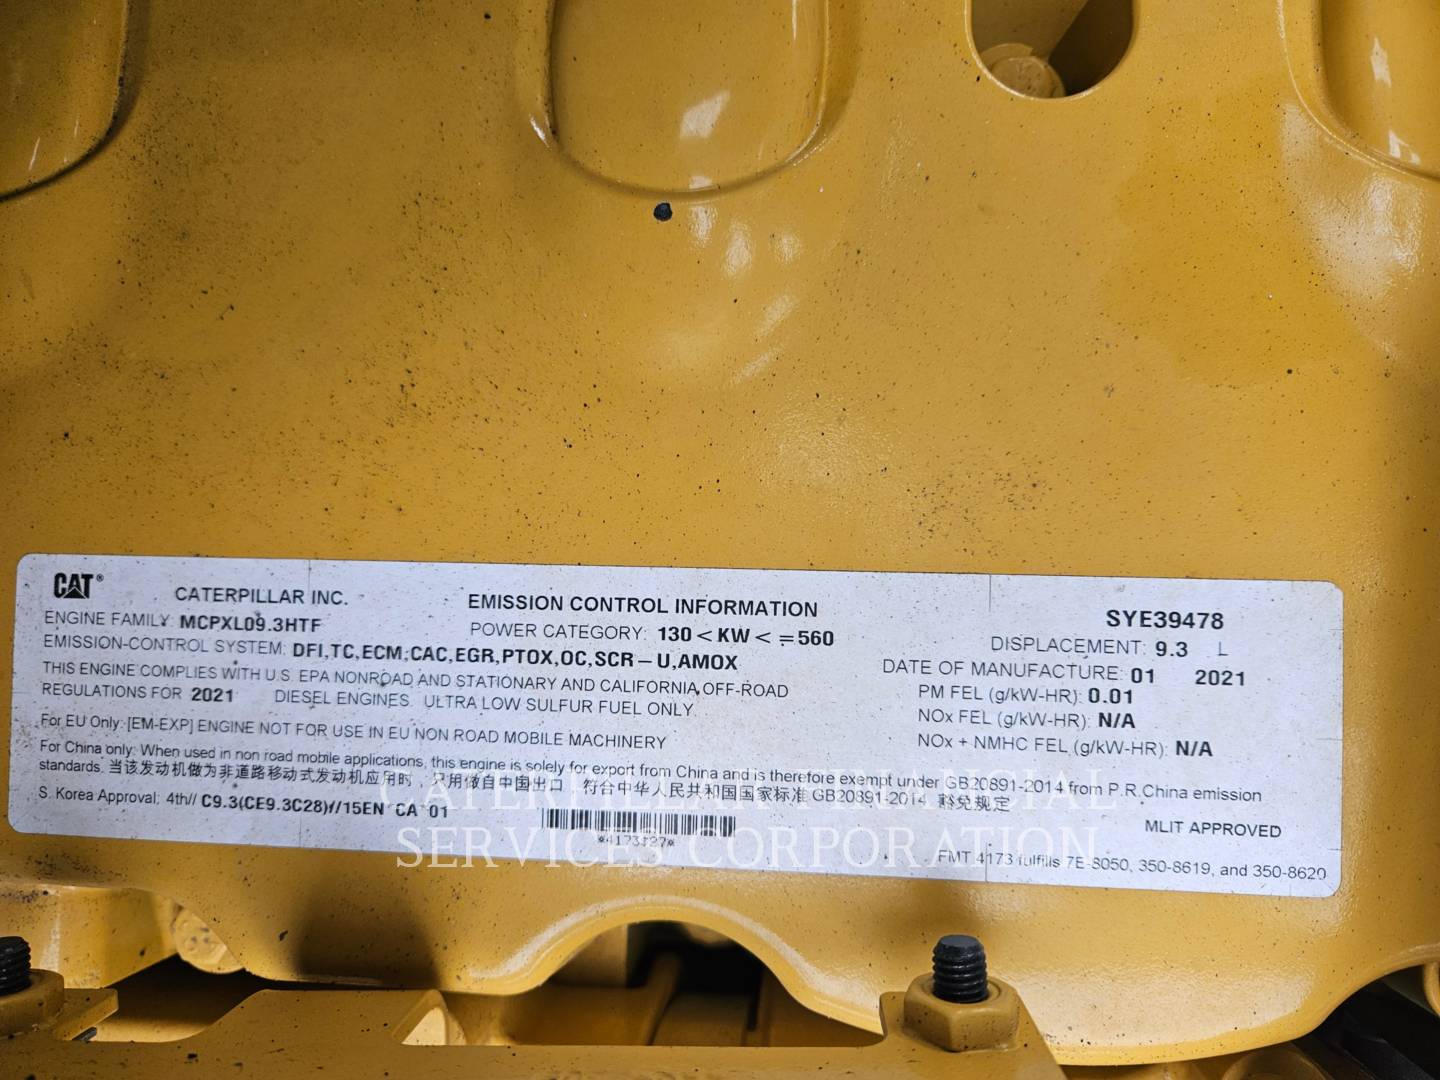 CAT®
CATERPILLAR INC.
EMISSION CONTROL INFORMATION
SYE39478
ENGINE FAMILY: MCPXL09.3HTF
POWER CATEGORY: 130 < KW < =560
DISPLACEMENT: 9.3 L
EMISSION-CONTROL SYSTEM: DFI,TC,ECM,CAC,EGR,PTOX,OC,SCR-U,AMOX
DATE OF MANUFACTURE: 01 2021
THIS ENGINE COMPLIES WITH U.S. EPA NONROAD AND STATIONARY AND CALIFORNIA OFF-ROAD
PM FEL (g/kW-HR): 0.01
REGULATIONS FOR 2021 DIESEL ENGINES. ULTRA LOW SULFUR FUEL ONLY.
NOx FEL (g/kW-HR): N/A
For EU Only: [EM-EXP] ENGINE NOT FOR USE IN EU NON ROAD MOBILE MACHINERY
NOx + NMHC FEL (g/kW-HR): N/A
For China only: When used in non road mobile applications, this engine is solely for export from China and is therefore exempt under GB20891-2014 from P.R.China emission
standards. 当该发动机做为非道路移动式发动机应用时，只用做自中国出口，符合中华人民共和国国家标准 GB20891-2014 豁免规定
S. Korea Approval: 4th// C9.3(CE9.3C28)//15EN CA 01
MLIT APPROVED
FMT 4173 fulfills 7E-8050, 350-8619, and 350-8620
CATERPILLAR FINANCIAL
SERVICES CORPORATION